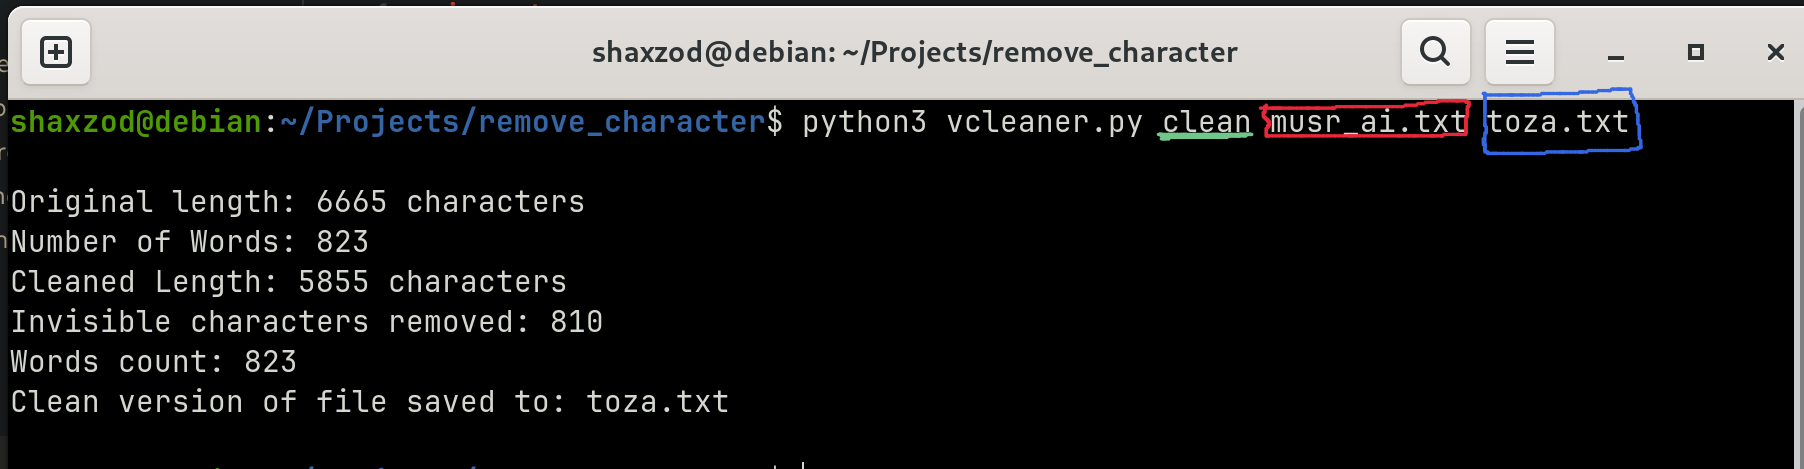 shaxzod@debian: ~/Projects/remove_character
shaxzod@debian:~/Projects/remove_character$ python3 vcleaner.py clean musr_ai.txt toza.txt
Original length: 6665 characters
Number of Words: 823
Cleaned Length: 5855 characters
Invisible characters removed: 810
Words count: 823
Clean version of file saved to: toza.txt